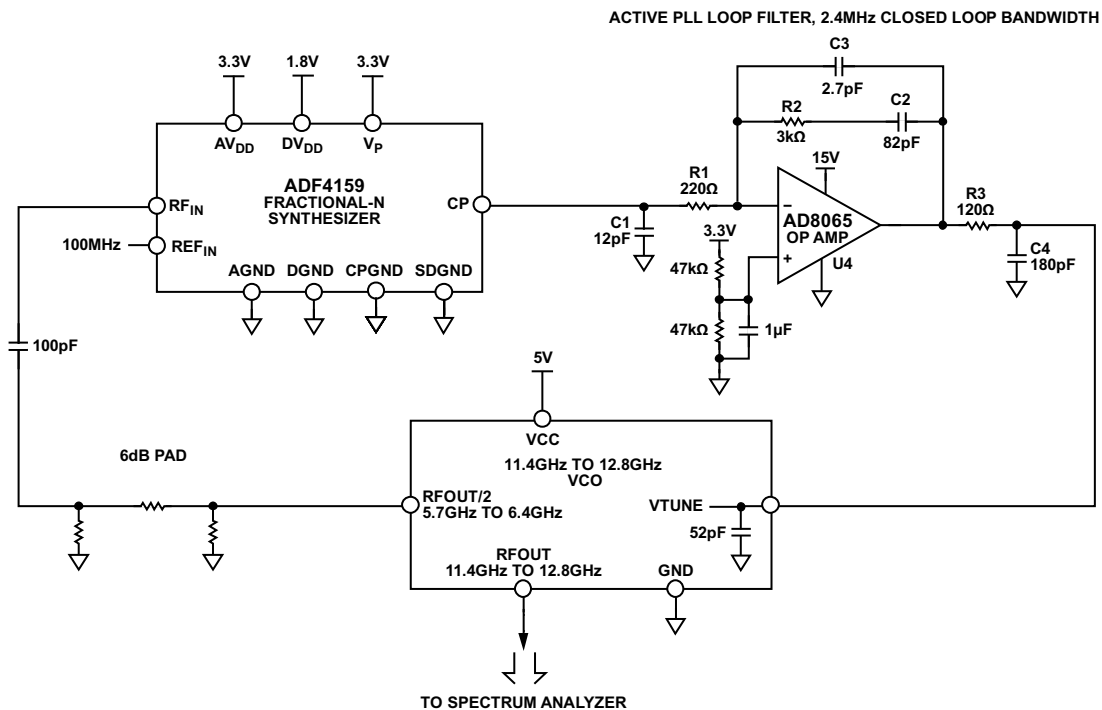 ACTIVE PLL LOOP FILTER, 2.4MHz CLOSED LOOP BANDWIDTH
C3
2.7pF
R2
3kΩ
C2
82pF
3.3V
1.8V
3.3V
AVDD
DVDD
VP
ADF4159
FRACTIONAL-N
SYNTHESIZER
RFIN
100MHz
REFIN
CP
AGND
DGND
CPGND
SDGND
R1
220Ω
C1
12pF
15V
AD8065
OP AMP
U4
−
+
R3
120Ω
C4
180pF
3.3V
47kΩ
47kΩ
1µF
100pF
6dB PAD
5V
VCC
11.4GHz TO 12.8GHz
VCO
RFOUT/2
5.7GHz TO 6.4GHz
VTUNE
52pF
RFOUT
11.4GHz TO 12.8GHz
GND
TO SPECTRUM ANALYZER